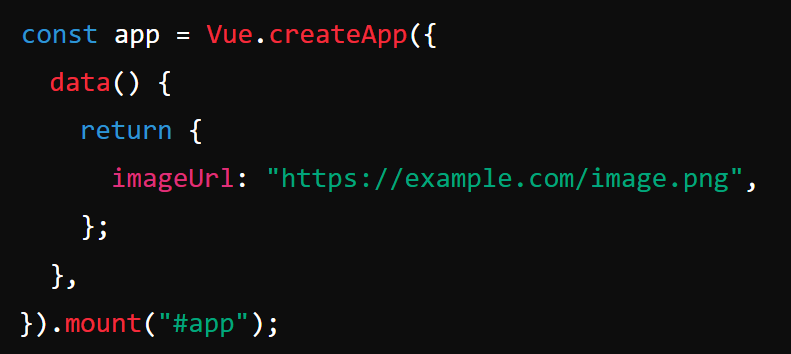 const app = Vue.createApp({
  data() {
    return {
      imageUrl: "https://example.com/image.png",
    };
  },
}).mount("#app");